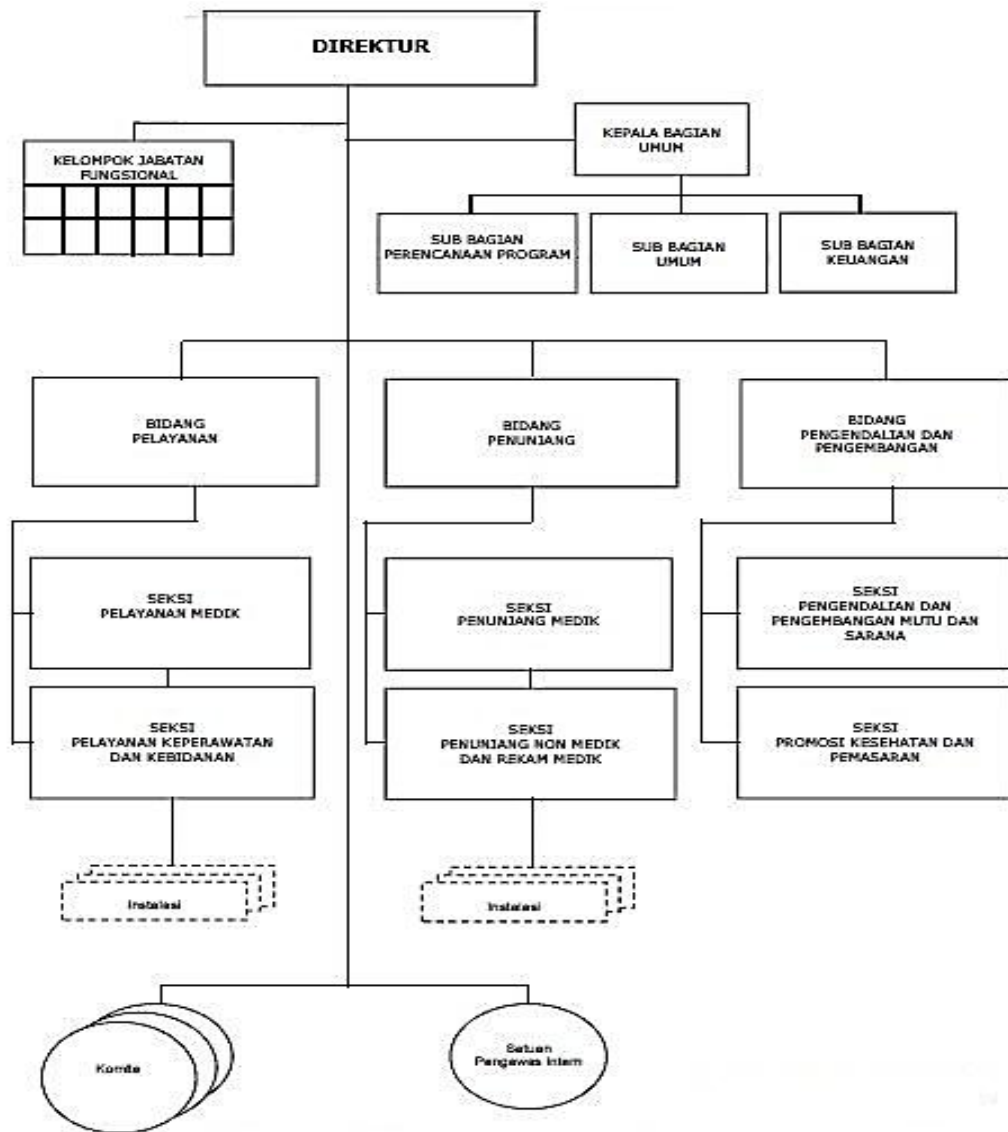 DIREKTUR
KELOMPOK JABATAN
FUNGSIONAL
KEPALA BAGIAN
UMUM
SUB BAGIAN
PERENCANAAN PROGRAM
SUB BAGIAN
UMUM
SUB BAGIAN
KEUANGAN
BIDANG
PELAYANAN
BIDANG
PENUNJANG
BIDANG
PENGENDALIAN DAN
PENGEMBANGAN
SEKSI
PELAYANAN MEDIK
SEKSI
PENUNJANG MEDIK
SEKSI
PENGENDALIAN DAN
PENGEMBANGAN MUTU DAN
SARANA
SEKSI
PELAYANAN KEPERAWATAN
DAN KEBIDANAN
SEKSI
PENUNJANG NON MEDIK
DAN REKAM MEDIK
SEKSI
PROMOSI KESEHATAN DAN
PEMASARAN
Instalasi
Instalasi
Komite
Satuan
Pengawas Intern